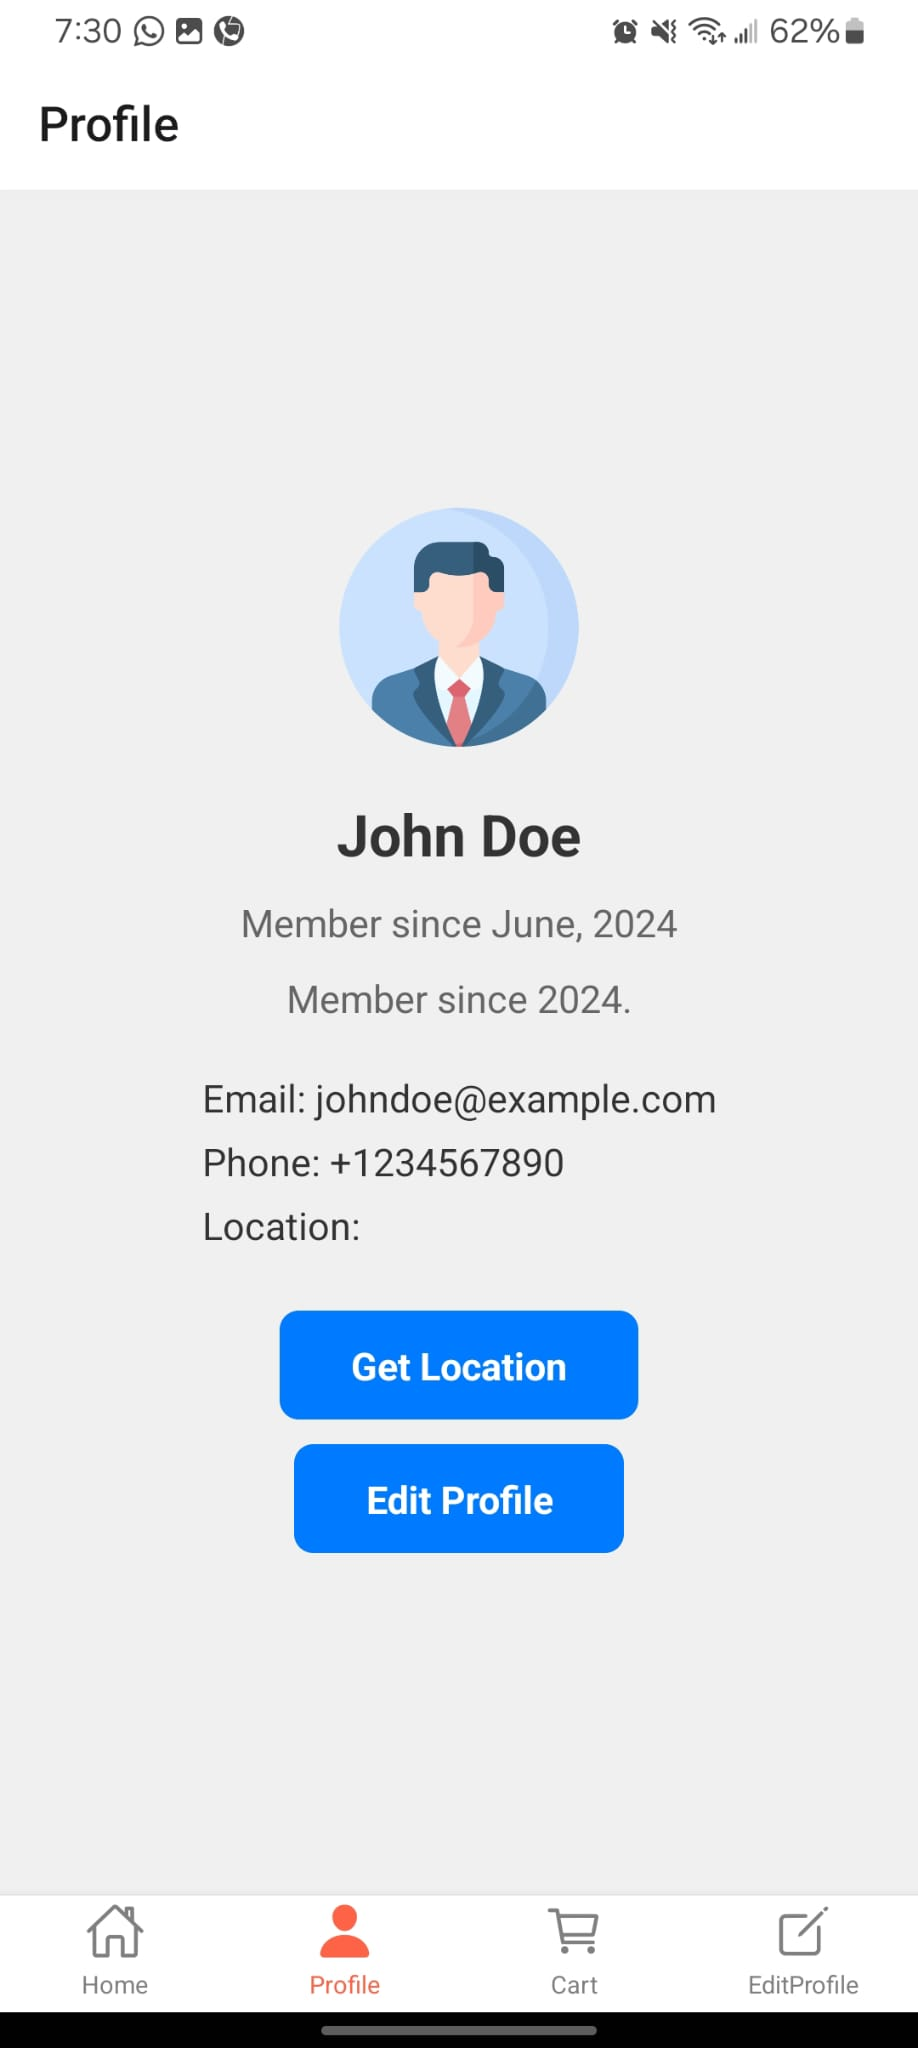 7:30
62%
Profile
John Doe
Member since June, 2024
Member since 2024.
Email: johndoe@example.com
Phone: +1234567890
Location:
Get Location
Edit Profile
Home
Profile
Cart
EditProfile